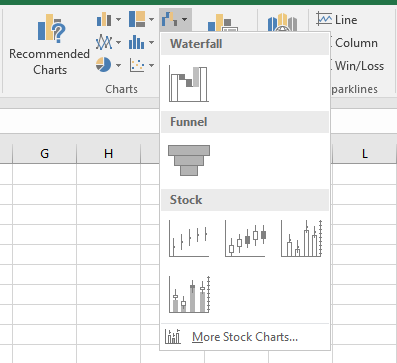 Recommended
Charts
Charts
Waterfall
Funnel
Stock
More Stock Charts...
Line
Column
Win/Loss
parklines
G
H
L